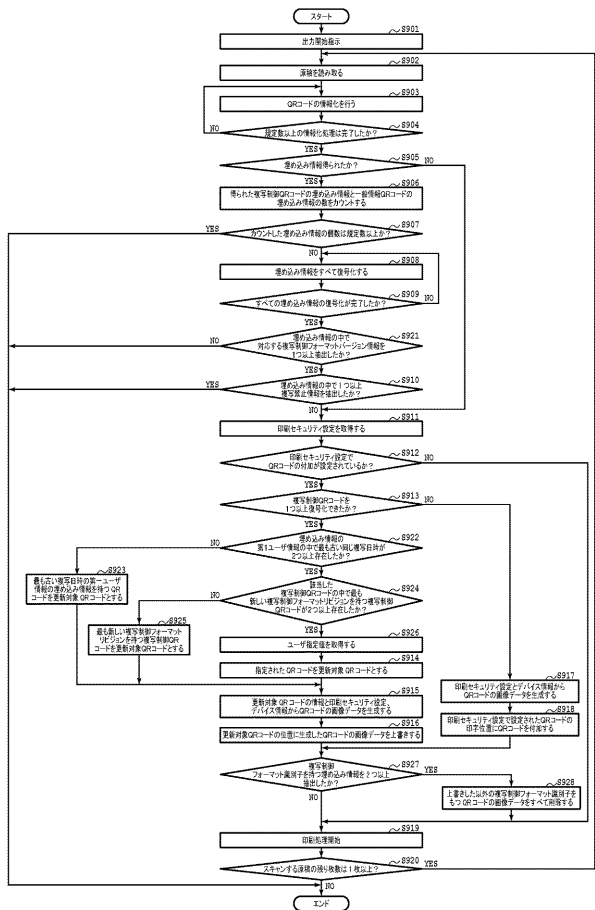 スタート
S901
出力開始指示
S902
原稿を読み取る
S903
QRコードの情報化を行う
S904
規定数以上の情報化処理は完了したか?
NO
YES
S905
埋め込み情報得られたか?
NO
YES
S906
得られた複写制御QRコードの埋め込み情報と一般情報QRコードの
埋め込み情報の数をカウントする
S907
カウントした埋め込み情報の個数は規定数以上か?
YES
NO
S908
埋め込み情報をすべて復号化する
S909
すべての埋め込み情報の復号化が完了したか?
NO
YES
S921
埋め込み情報の中で
対応する複写制御フォーマットバージョン情報を
1つ以上抽出したか?
NO
YES
S910
埋め込み情報の中で1つ以上
複写禁止情報を抽出したか?
YES
NO
S911
印刷セキュリティ設定を取得する
S912
印刷セキュリティ設定で
QRコードの付加が設定されているか?
NO
YES
S913
複写制御QRコードを
1つ以上復号化できたか?
NO
YES
S922
埋め込み情報の
第1ユーザ情報の中で最も古い同じ複写日時が
2つ以上存在したか?
NO
YES
S923
最も古い複写日時の第一ユーザ
情報の埋め込み情報を持つQR
コードを更新対象QRコードとする
S924
該当した
複写制御QRコードの中で最も
新しい複写制御フォーマットリビジョンを持つ複写制御
QRコードが2つ以上存在したか?
NO
YES
S925
最も新しい複写制御フォーマット
リビジョンを持つ複写制御QR
コードを更新対象QRコードとする
S926
ユーザ指定値を取得する
S914
指定されたQRコードを更新対象QRコードとする
S917
印刷セキュリティ設定とデバイス情報から
QRコードの画像データを生成する
S915
更新対象QRコードの情報と印刷セキュリティ設定、
デバイス情報からQRコードの画像データを生成する
S918
印刷セキュリティ設定で設定されたQRコードの
印字位置にQRコードを付加する
S916
更新対象QRコードの位置に生成したQRコードの画像データを上書きする
S927
複写制御
フォーマット識別子を持つ埋め込み情報を2つ以上
抽出したか?
YES
NO
S928
上書きした以外の複写制御フォーマット識別子を
もつQRコードの画像データをすべて削除する
S919
印刷処理開始
S920
スキャンする原稿の残り枚数は1枚以上?
YES
NO
エンド